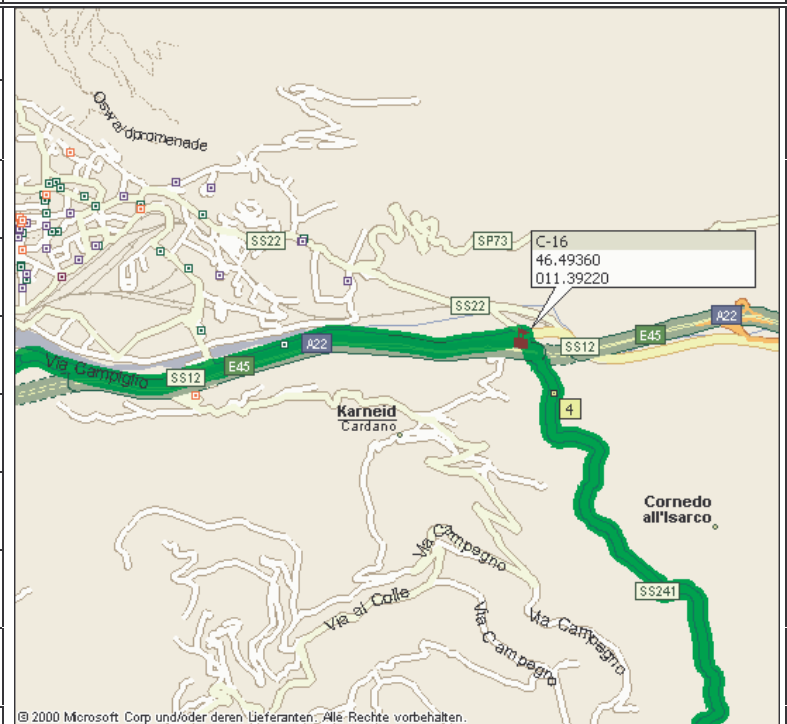 Oswaldpromenade
SS22
SP73
C-16
46.49360
011.39220
SS22
A22
E45
A22
SS12
Via Campiglio
SS12
E45
4
Karneid
Cardano
Cornedo
all'Isarco
Via Campegno
SS241
Via al Colle
Via Campegno
Via Campegno
© 2000 Microsoft Corp und/oder deren Lieferanten. Alle Rechte vorbehalten.